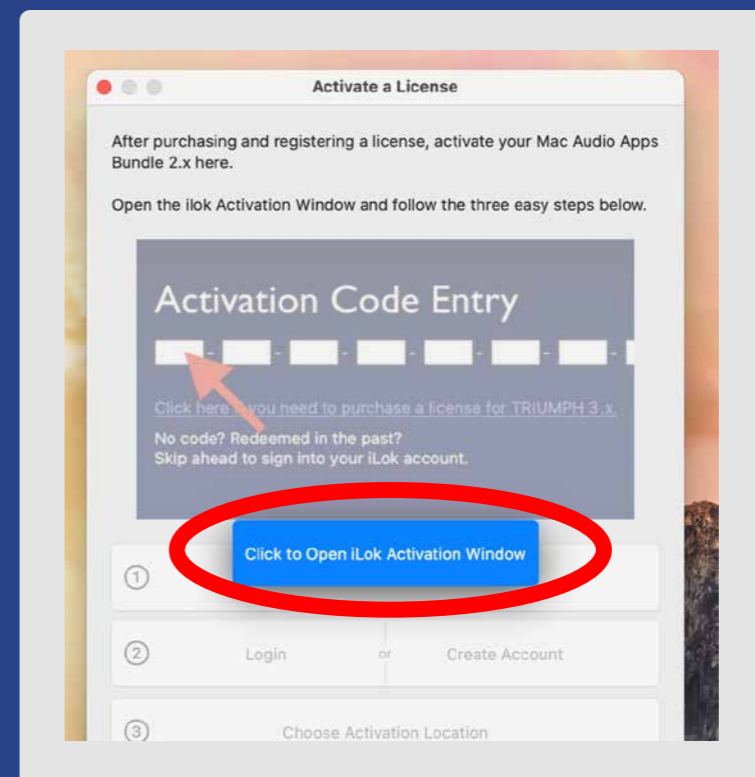 Activate a License
After purchasing and registering a license, activate your Mac Audio Apps
Bundle 2.x here.
Open the ilok Activation Window and follow the three easy steps below.
Activation Code Entry
- - - - - - -
Click here if you need to purchase a license for TRIUMPH 3.x.
No code? Redeemed in the past?
Skip ahead to sign into your iLok account.
Click to Open iLok Activation Window
1
2 Login or Create Account
3 Choose Activation Location